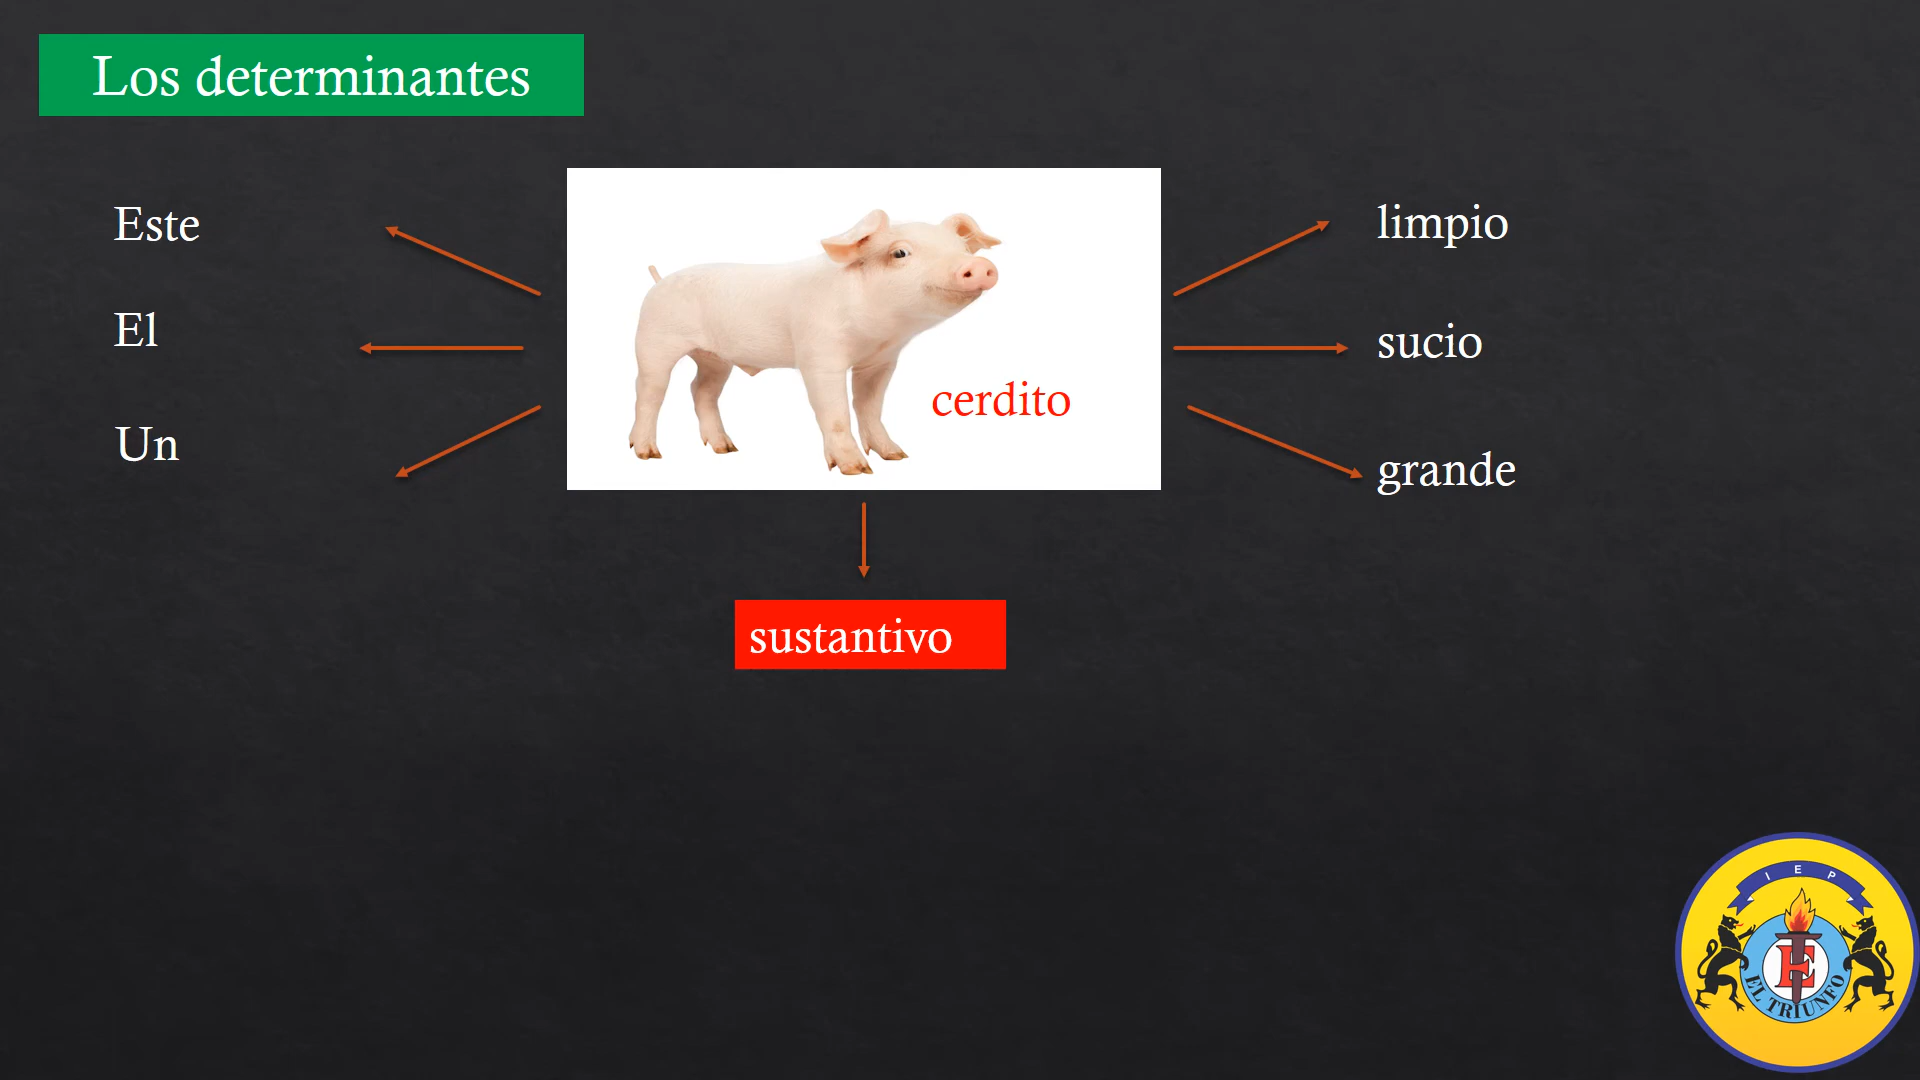 Los determinantes
Este
El
Un
cerdito
limpio
sucio
grande
sustantivo
I E P
E
EL TRIUNFO